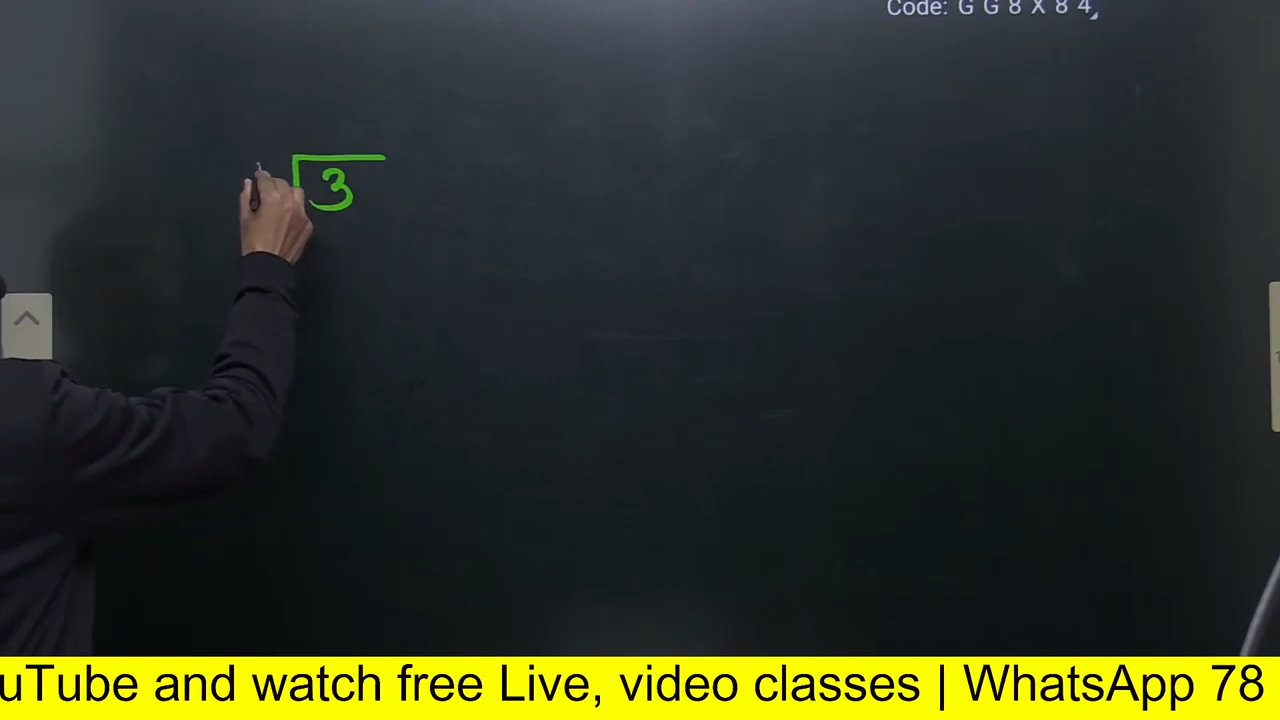 Code: G G 8 X 8 4
3
uTube and watch free Live, video classes | WhatsApp 78